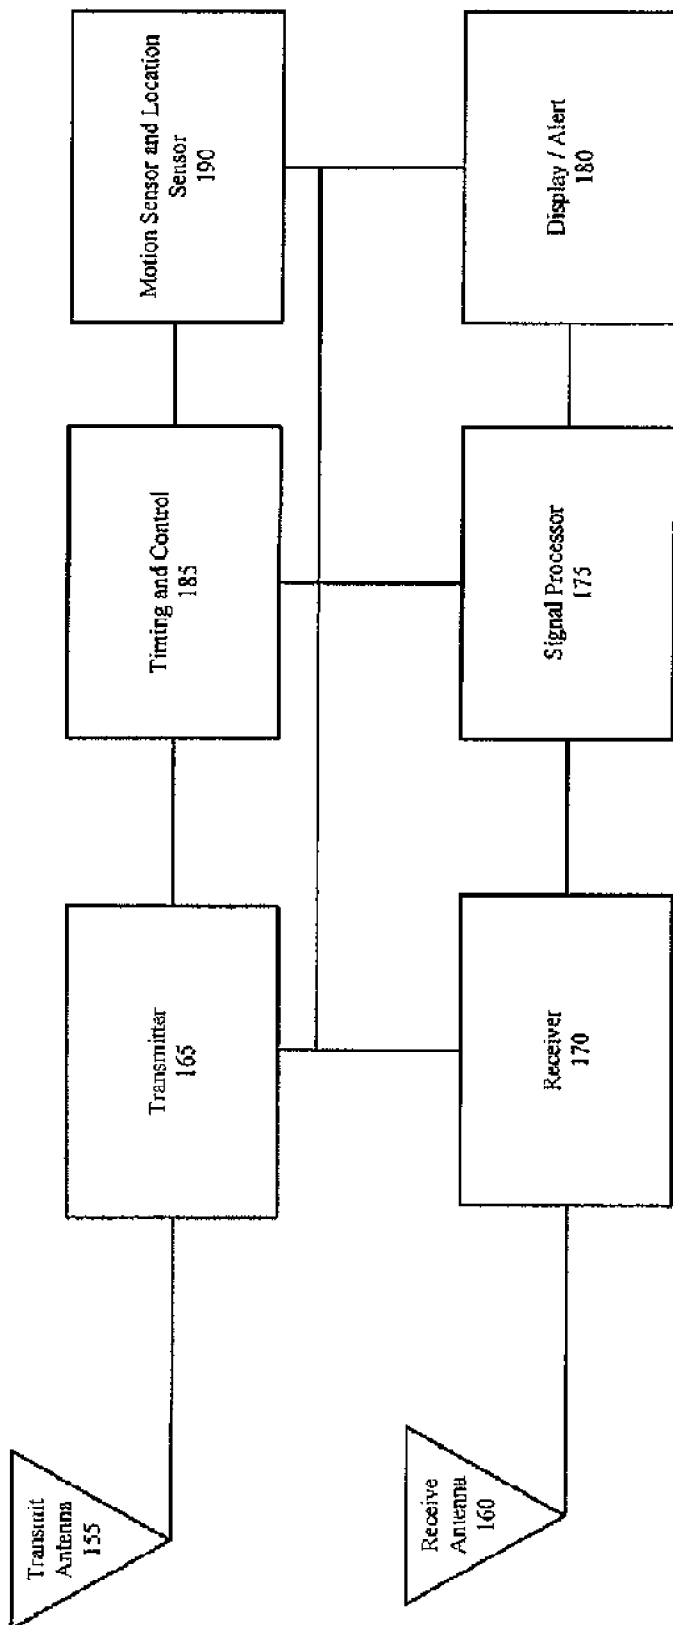 Transmit
Antenna
155
Transmitter
165
Timing and Control
185
Motion Sensor and Location
Sensor
190
Receive
Antenna
160
Receiver
170
Signal Processor
175
Display / Alert
180